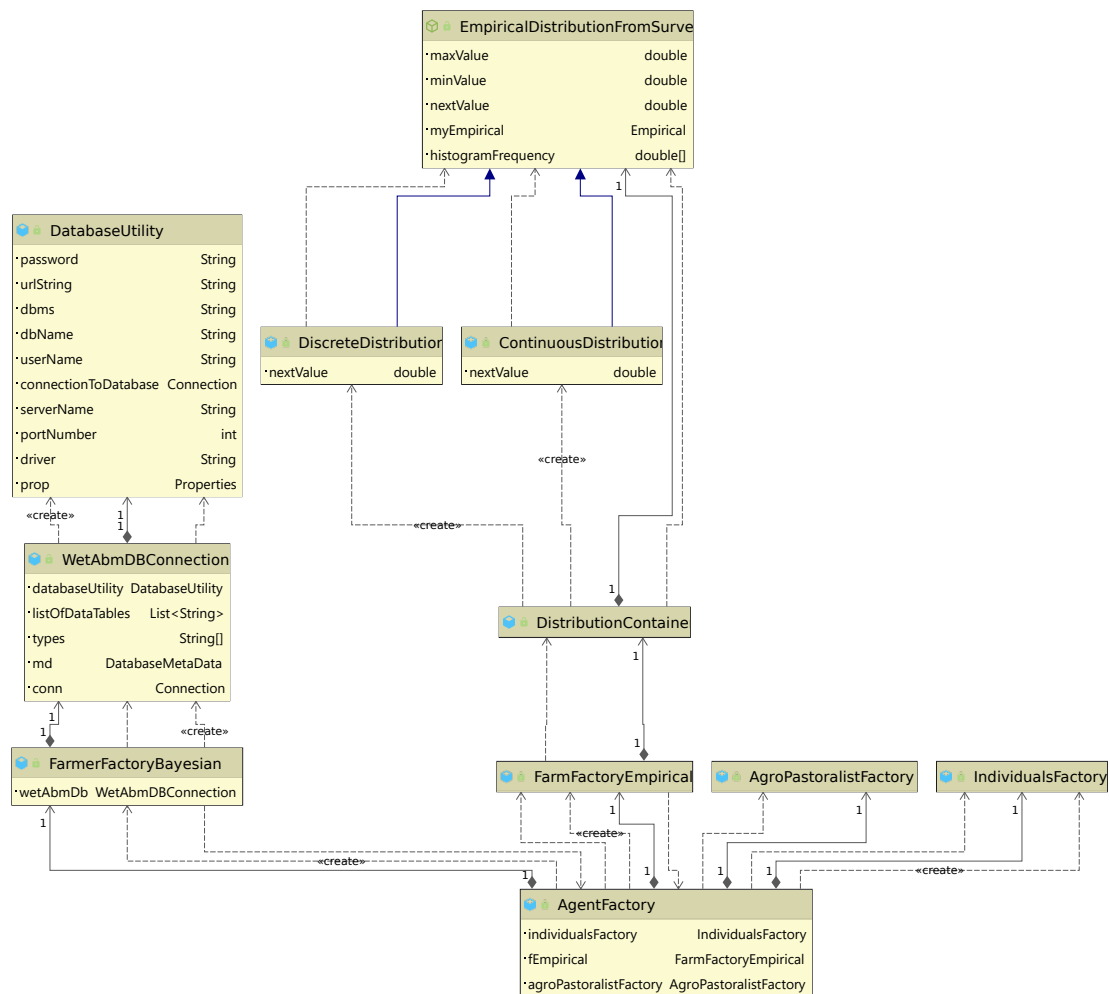 EmpiricalDistributionFromSurve
maxValue double
minValue double
nextValue double
myEmpirical Empirical
histogramFrequency double[]
1
DatabaseUtility
password String
urlString String
dbms String
dbName String
userName String
connectionToDatabase Connection
serverName String
portNumber int
driver String
prop Properties
DiscreteDistribution
nextValue double
ContinuousDistribution
nextValue double
«create»
«create»
«create»
1
1
WetAbmDBConnection
databaseUtility DatabaseUtility
listOfDataTables List<String>
types String[]
md DatabaseMetaData
conn Connection
1
DistributionContaine
1
1
«create»
1
1
FarmerFactoryBayesian
wetAbmDb WetAbmDBConnection
FarmFactoryEmpirical
AgroPastoralistFactory
IndividualsFactory
1
1
1
1
«create»
«create»
«create»
1
1
1
1
AgentFactory
individualsFactory IndividualsFactory
fEmpirical FarmFactoryEmpirical
agroPastoralistFactory AgroPastoralistFactory